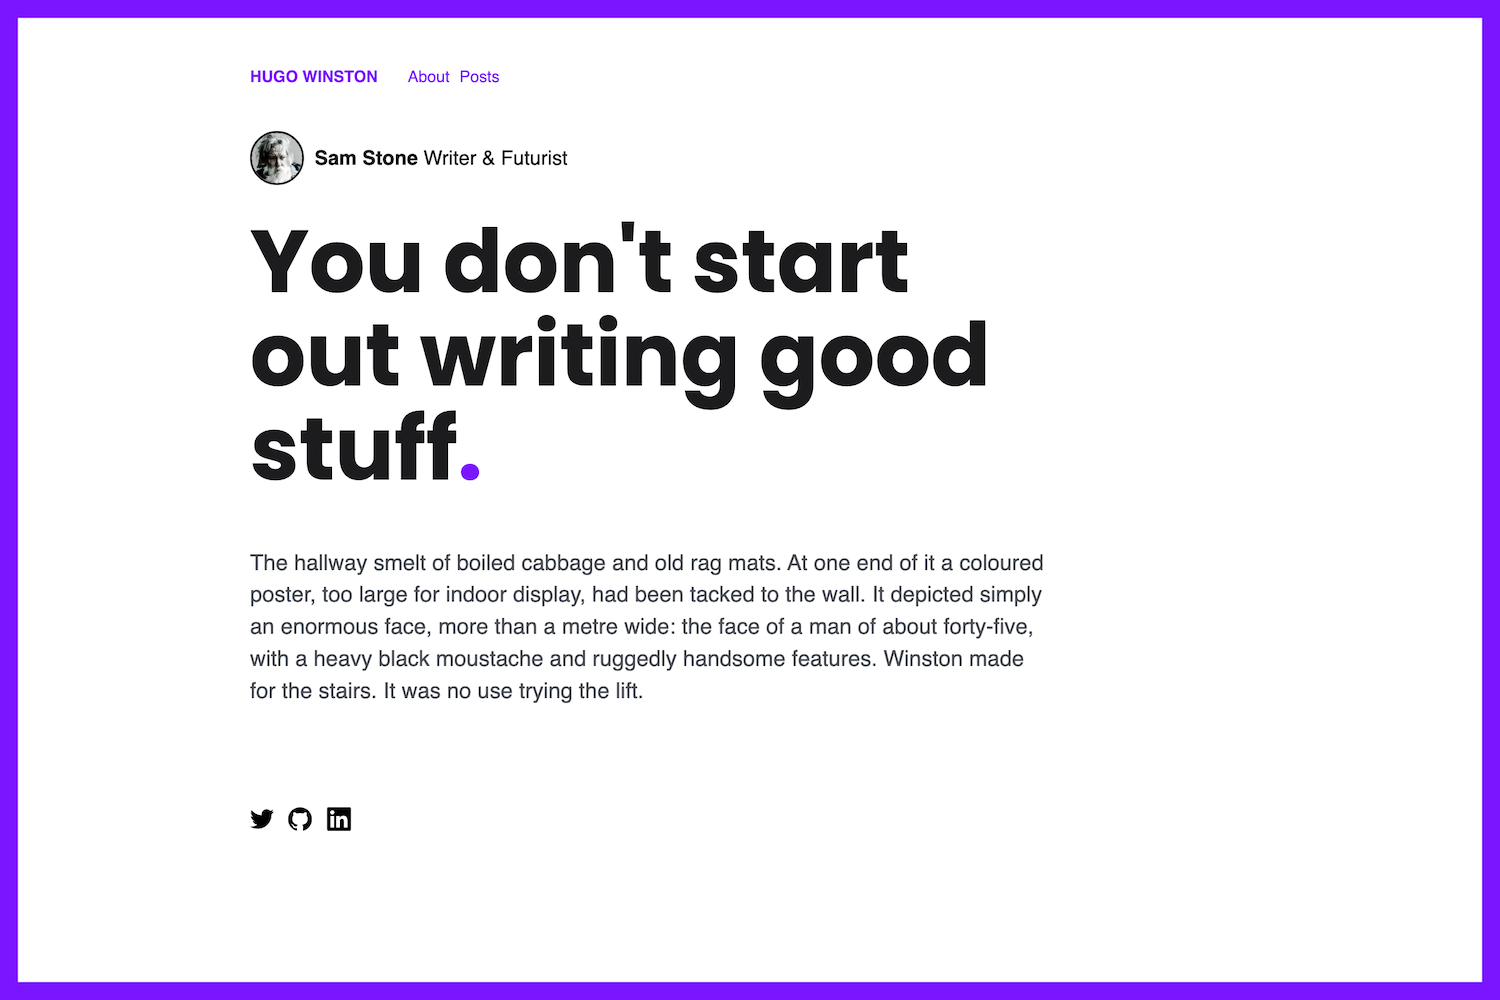 HUGO WINSTON About Posts
Sam Stone Writer & Futurist
You don't start
out writing good
stuff.
The hallway smelt of boiled cabbage and old rag mats. At one end of it a coloured
poster, too large for indoor display, had been tacked to the wall. It depicted simply
an enormous face, more than a metre wide: the face of a man of about forty-five,
with a heavy black moustache and ruggedly handsome features. Winston made
for the stairs. It was no use trying the lift.
in